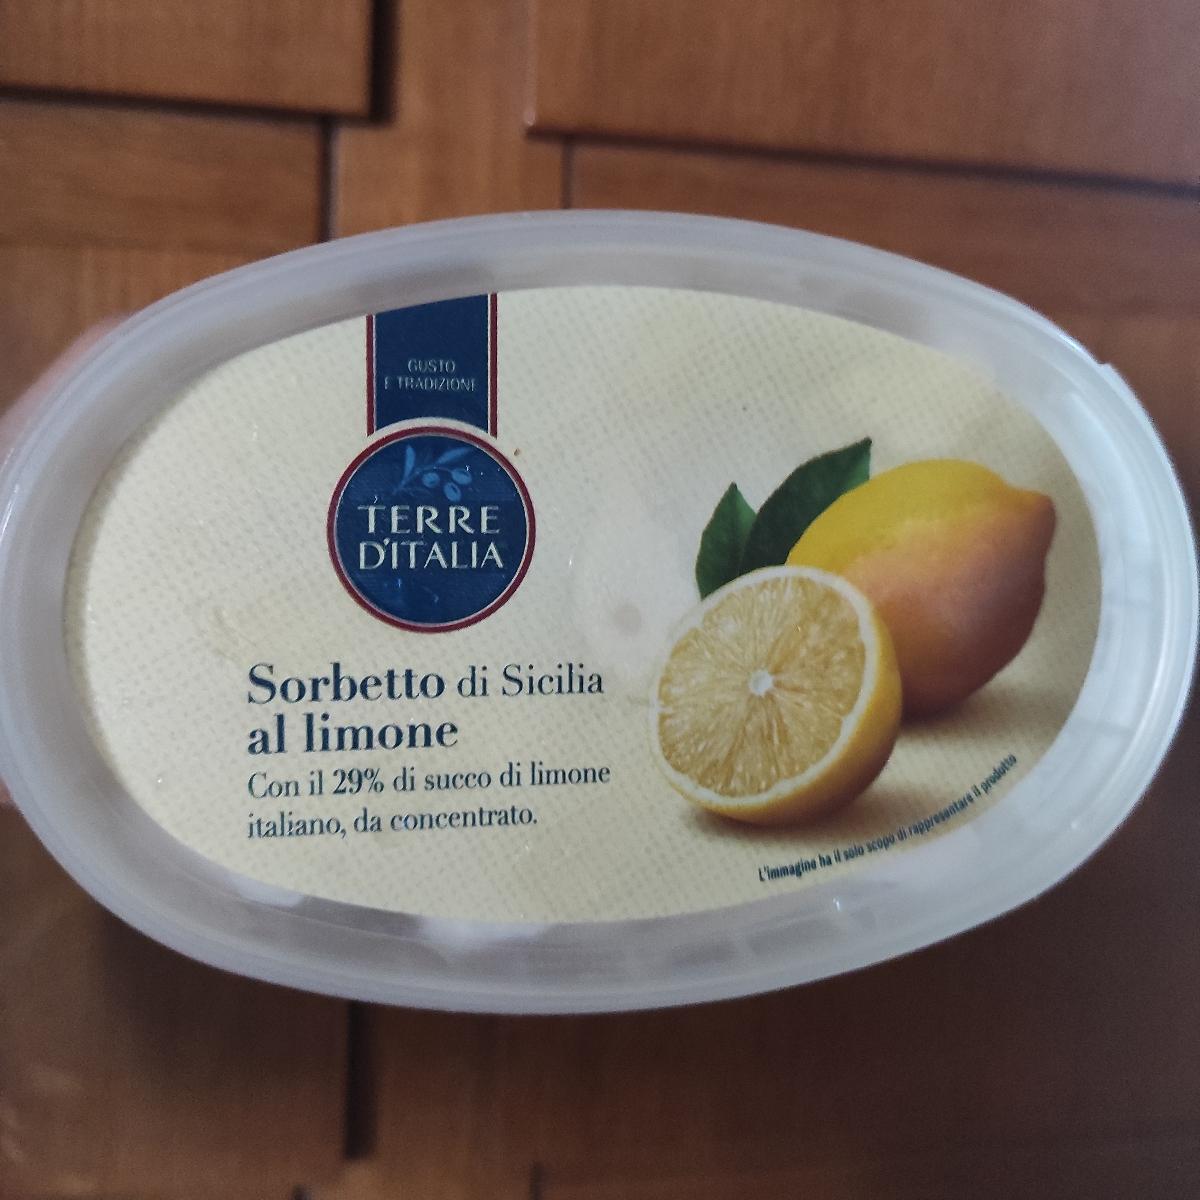 GUSTO
E TRADIZIONE
TERRE
D'ITALIA
Sorbetto di Sicilia
al limone
Con il 29% di succo di limone
italiano, da concentrato.
L'immagine ha il solo scopo di rappresentare il prodotto